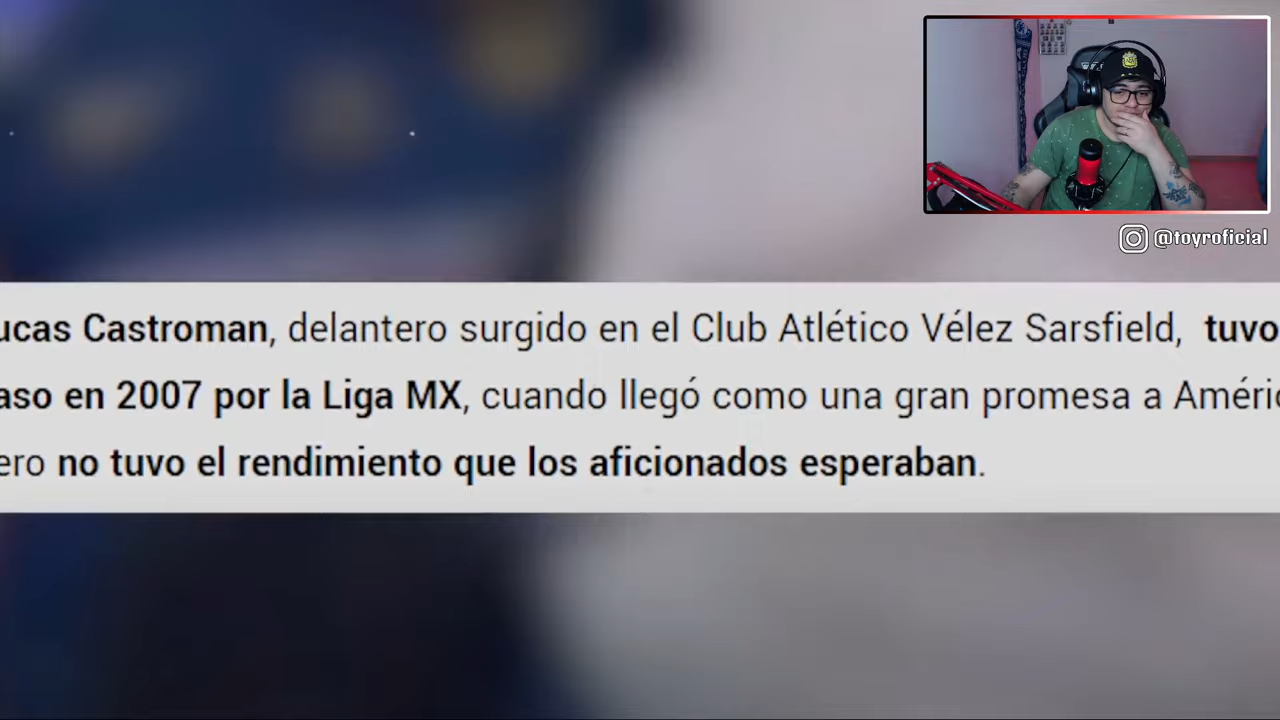 @toyroficial
ucas Castroman, delantero surgido en el Club Atlético Vélez Sarsfield, tuvo
aso en 2007 por la Liga MX, cuando llegó como una gran promesa a Améric
ero no tuvo el rendimiento que los aficionados esperaban.